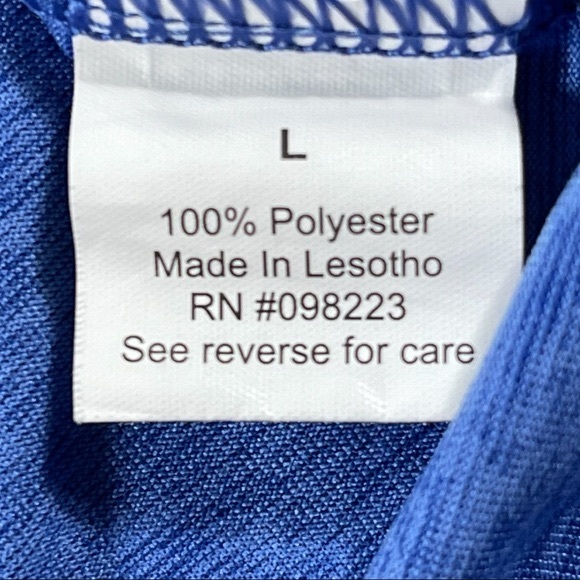 L
100% Polyester
Made In Lesotho
RN #098223
See reverse for care